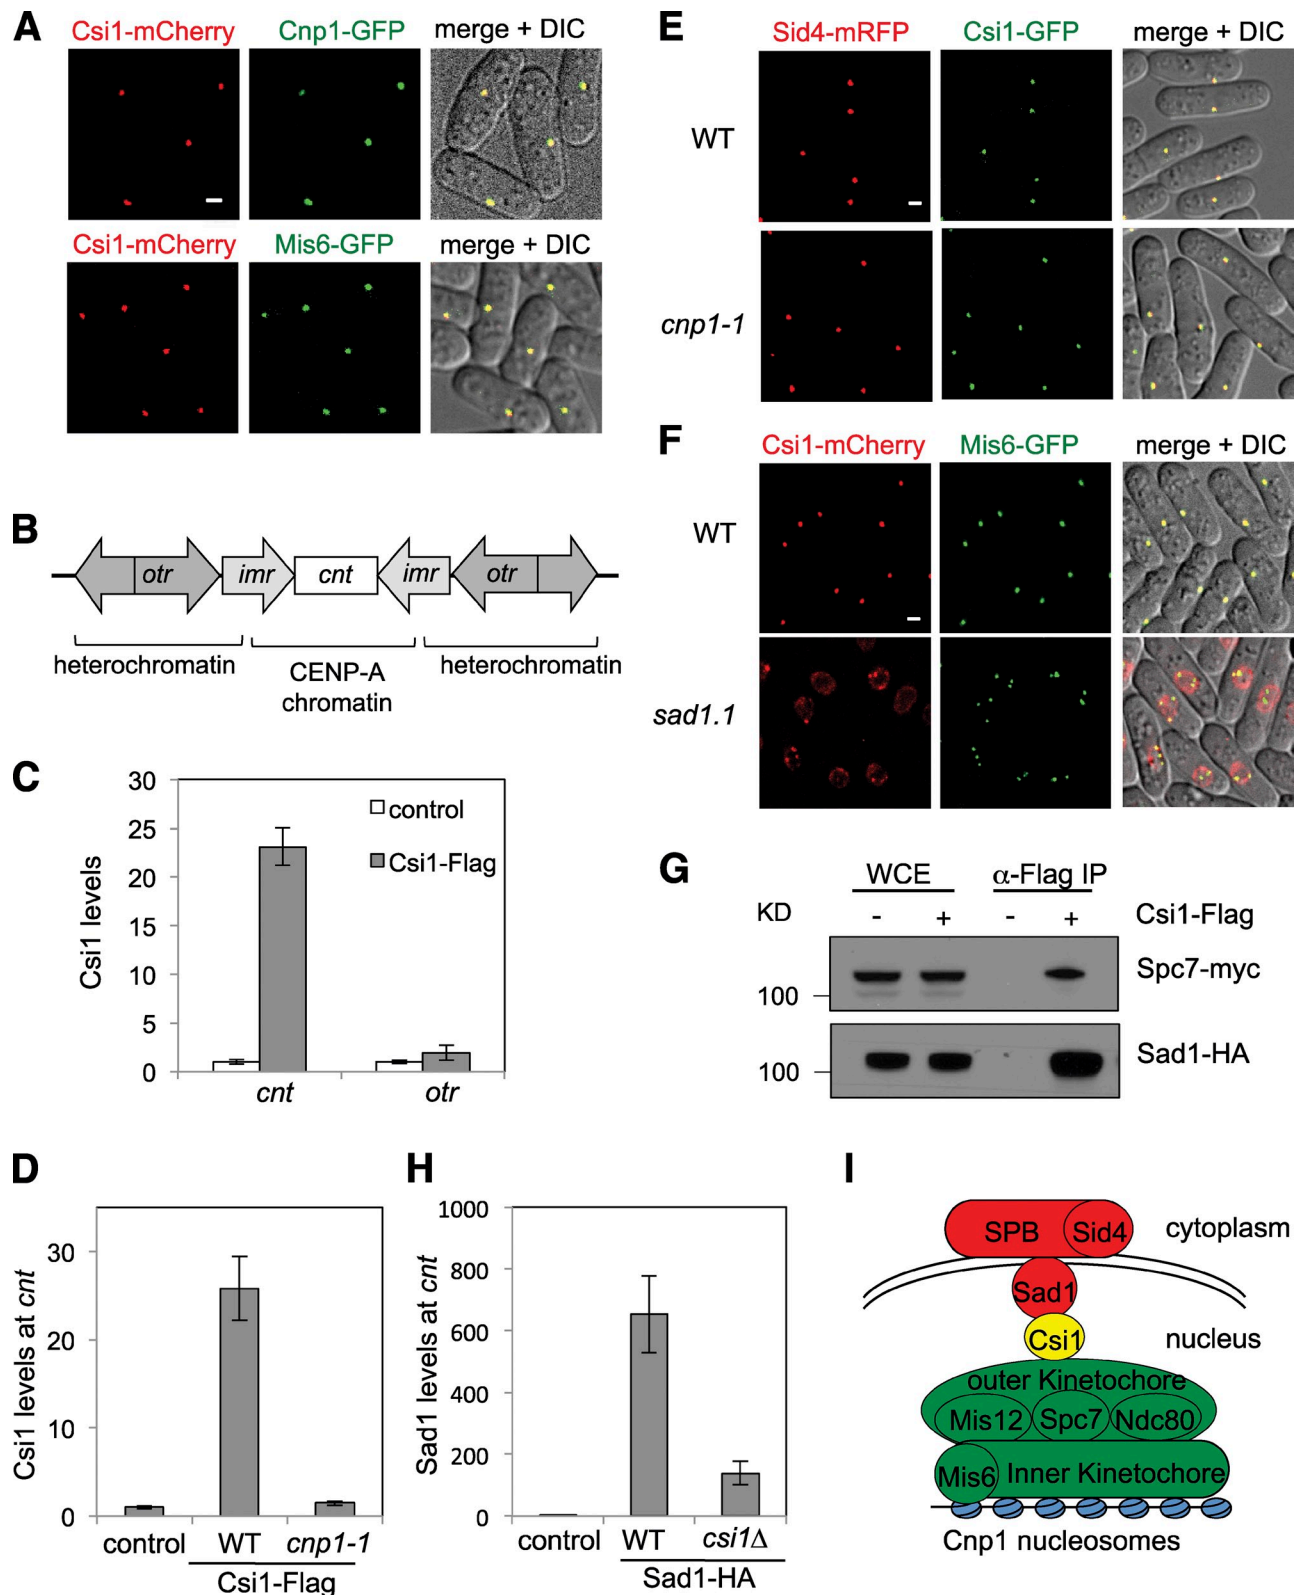 A
Csi1-mCherry Cnp1-GFP merge + DIC
Csi1-mCherry Mis6-GFP merge + DIC
B
otr imr cnt imr otr
heterochromatin CENP-A heterochromatin
chromatin
C
Csi1 levels
30
25
20
15
10
5
0
control
Csi1-Flag
cnt otr
D
Csi1 levels at cnt
30
20
10
0
control WT cnp1-1
Csi1-Flag
E
Sid4-mRFP Csi1-GFP merge + DIC
WT
cnp1-1
F
Csi1-mCherry Mis6-GFP merge + DIC
WT
sad1.1
G
WCE α-Flag IP
KD - + - + Csi1-Flag
Spc7-myc
100
Sad1-HA
100
H
Sad1 levels at cnt
1000
800
600
400
200
0
control WT csi1Δ
Sad1-HA
I
SPB Sid4 cytoplasm
Sad1
Csi1 nucleus
outer Kinetochore
Mis12 Spc7 Ndc80
Mis6 Inner Kinetochore
Cnp1 nucleosomes